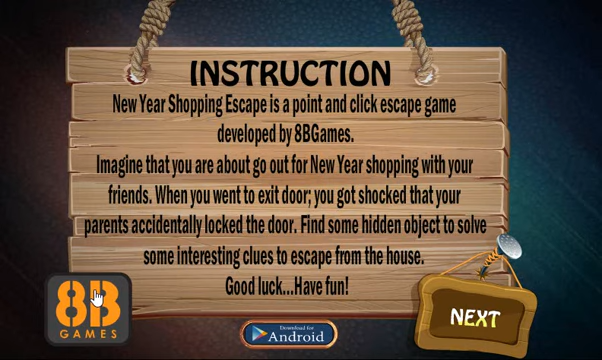 INSTRUCTION
New Year Shopping Escape is a point and click escape game
developed by 8BGames.
Imagine that you are about go out for New Year shopping with your
friends. When you went to exit door; you got shocked that your
parents accidentally locked the door. Find some hidden object to solve
some interesting clues to escape from the house.
Good luck...Have fun!
8B
GAMES
Download for
Android
NEXT